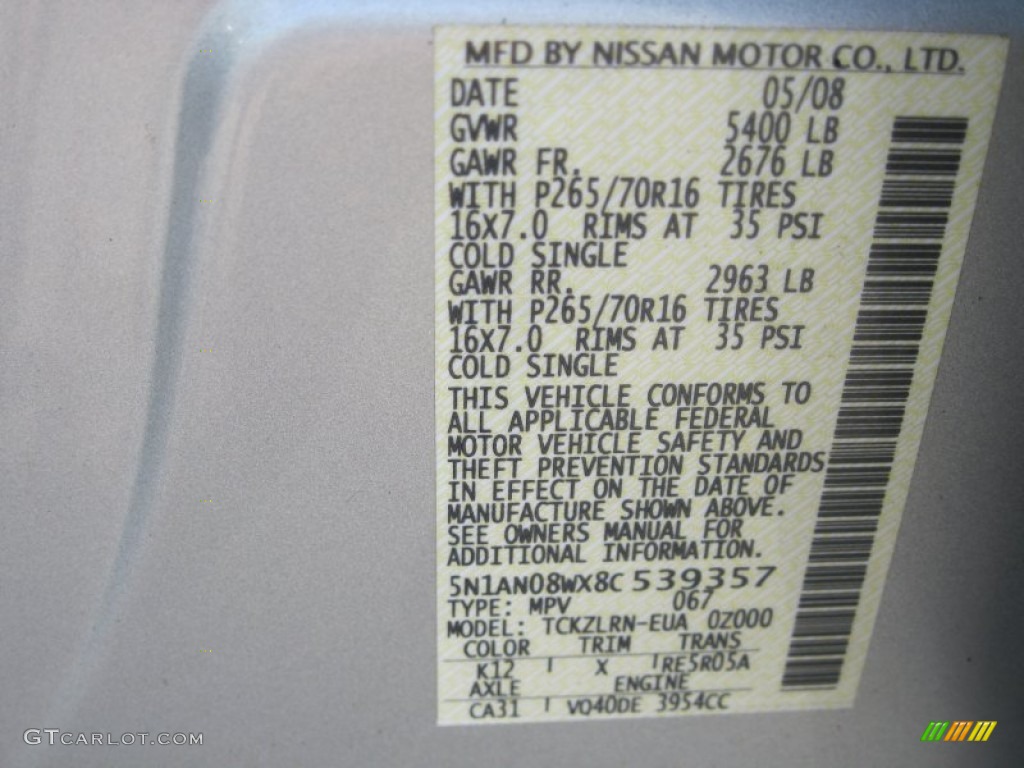 MFD BY NISSAN MOTOR CO., LTD.
DATE 05/08
GVWR 5400 LB
GAWR FR. 2676 LB
WITH P265/70R16 TIRES
16X7.0 RIMS AT 35 PSI
COLD SINGLE
GAWR RR. 2963 LB
WITH P265/70R16 TIRES
16X7.0 RIMS AT 35 PSI
COLD SINGLE
THIS VEHICLE CONFORMS TO
ALL APPLICABLE FEDERAL
MOTOR VEHICLE SAFETY AND
THEFT PREVENTION STANDARDS
IN EFFECT ON THE DATE OF
MANUFACTURE SHOWN ABOVE.
SEE OWNERS MANUAL FOR
ADDITIONAL INFORMATION.
5N1AN08WX8C539357
TYPE: MPV 067
MODEL: TCKZLRN-EUA 0Z000
COLOR TRIM TRANS
K12 X RE5R05A
AXLE ENGINE
CA31 VQ40DE 3954CC
GTCARLOT.COM